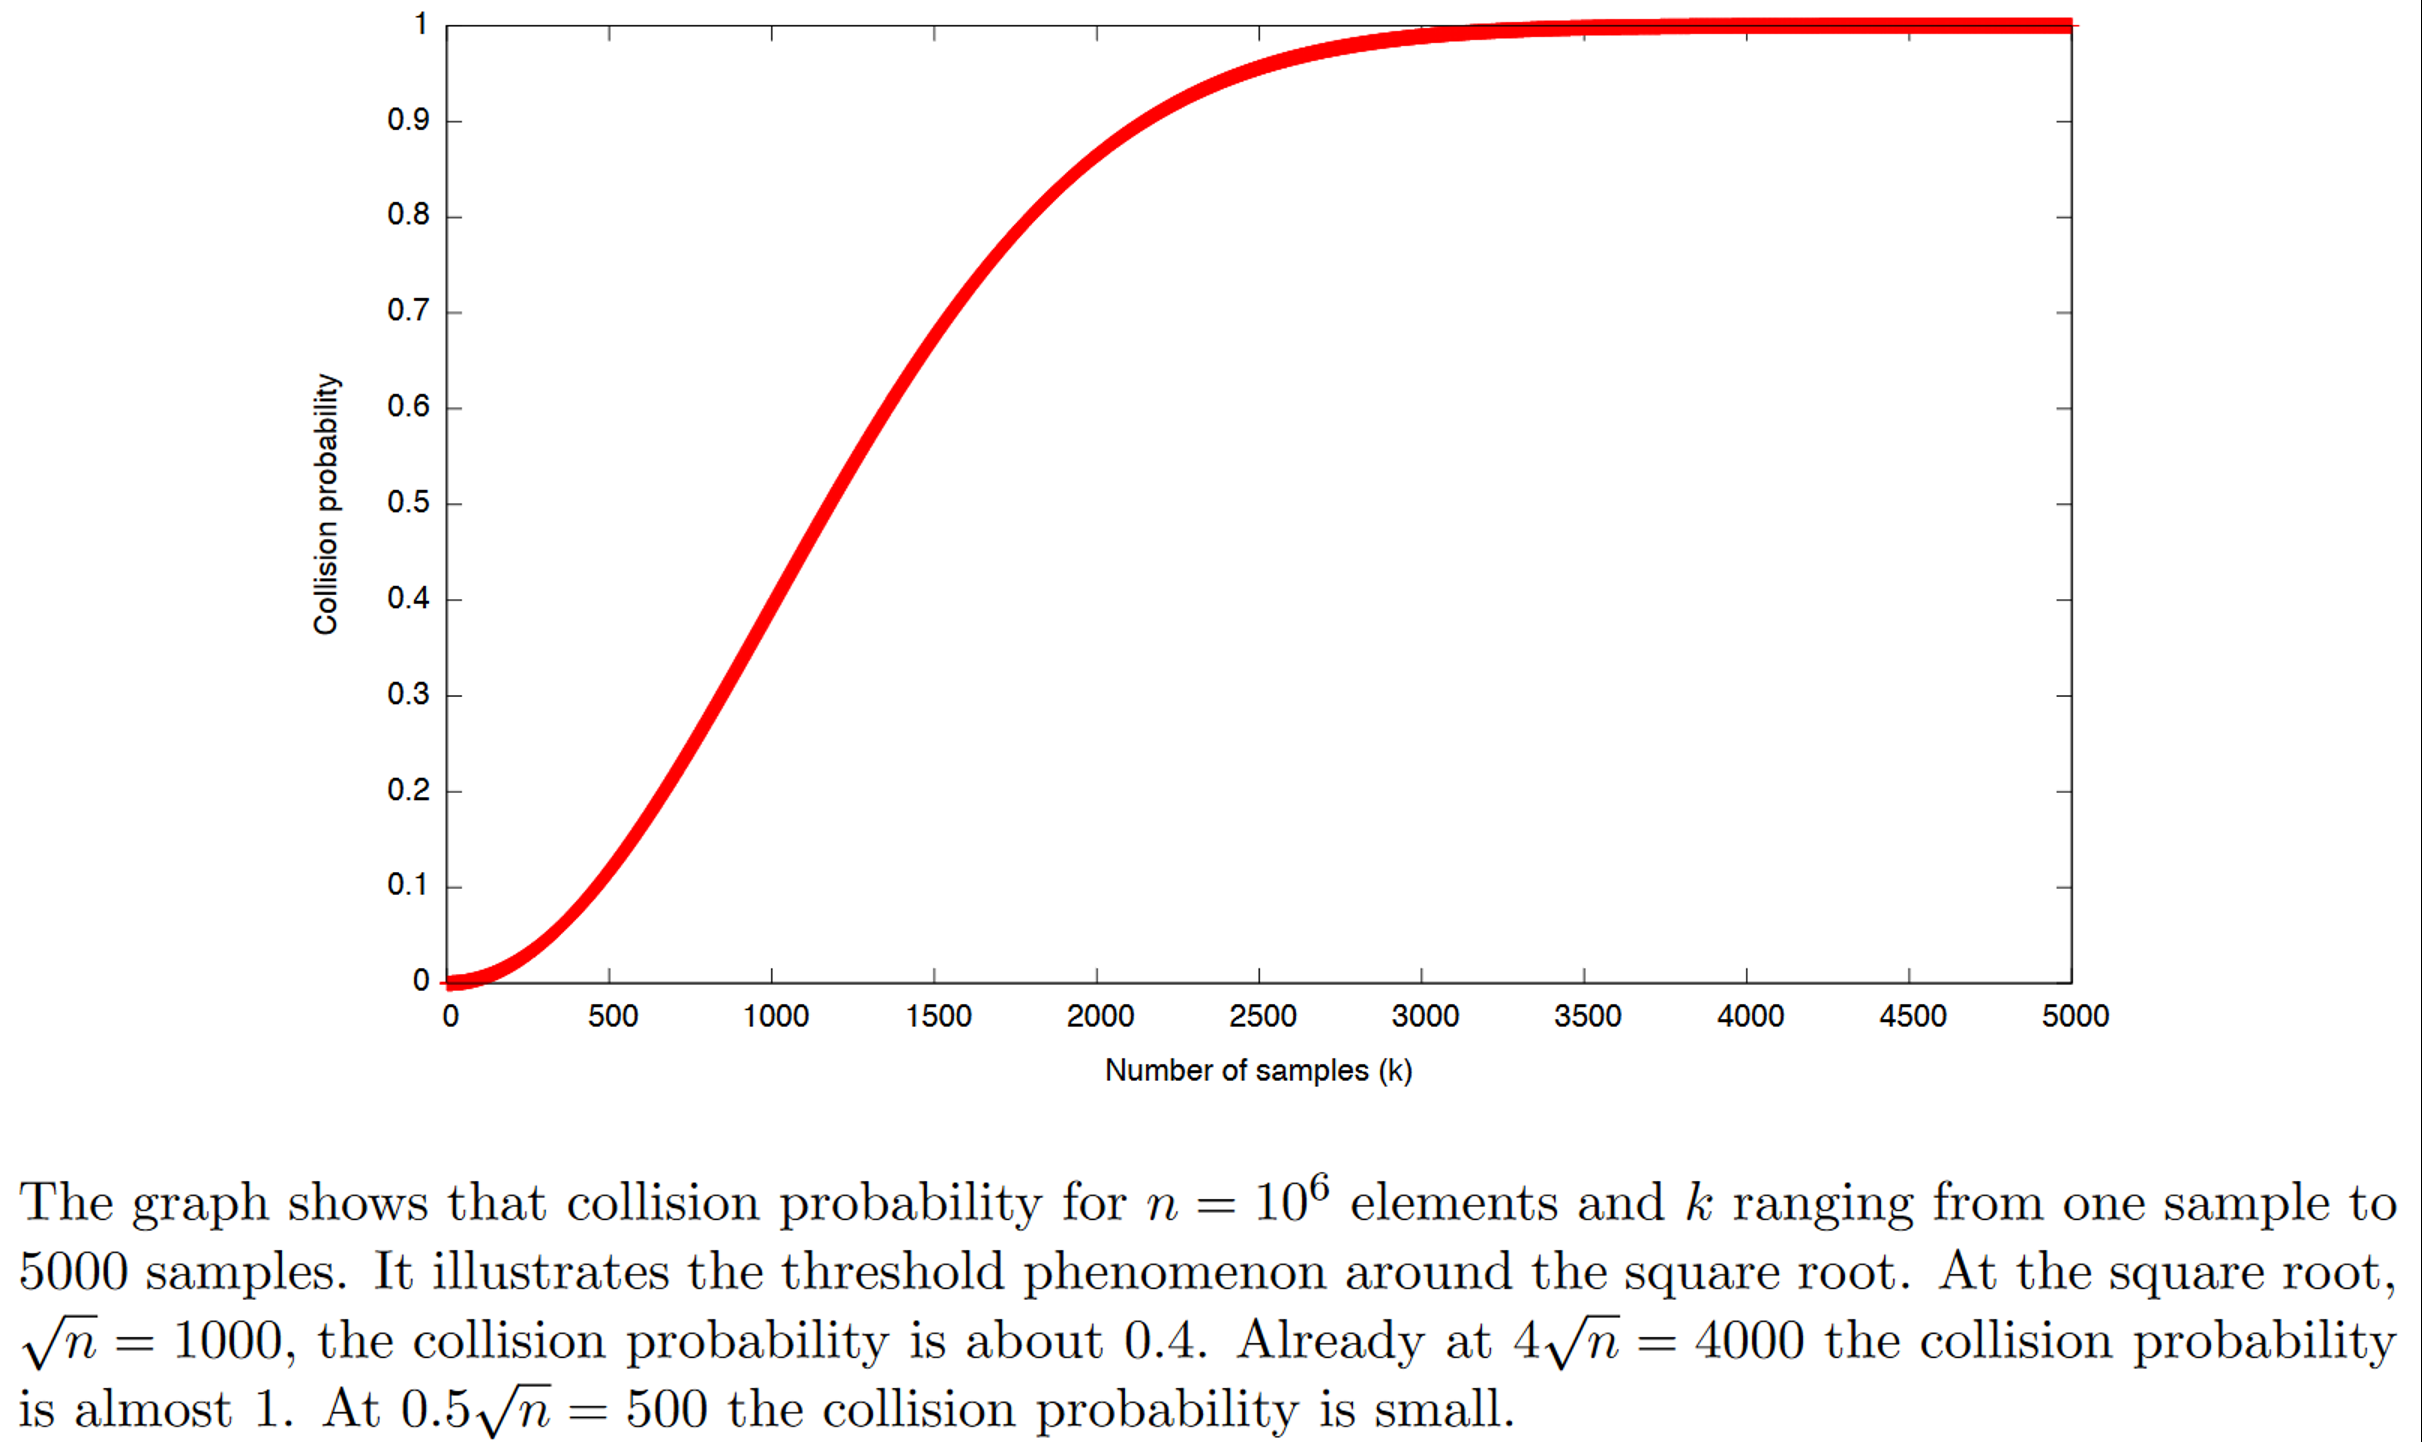 1
0.9
0.8
0.7
0.6
0.5
0.4
0.3
0.2
0.1
0
Collision probability
0 500 1000 1500 2000 2500 3000 3500 4000 4500 5000
Number of samples (k)
The graph shows that collision probability for n = 10⁶ elements and k ranging from one sample to
5000 samples. It illustrates the threshold phenomenon around the square root. At the square root,
√n = 1000, the collision probability is about 0.4. Already at 4√n = 4000 the collision probability
is almost 1. At 0.5√n = 500 the collision probability is small.